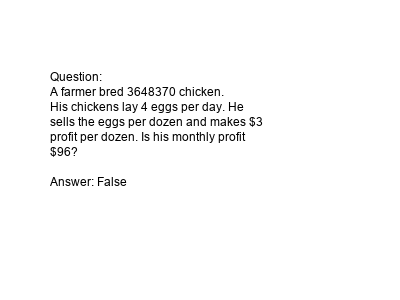 Question:
A farmer bred 3648370 chicken.
His chickens lay 4 eggs per day. He
sells the eggs per dozen and makes $3
profit per dozen. Is his monthly profit
$96?
Answer: False